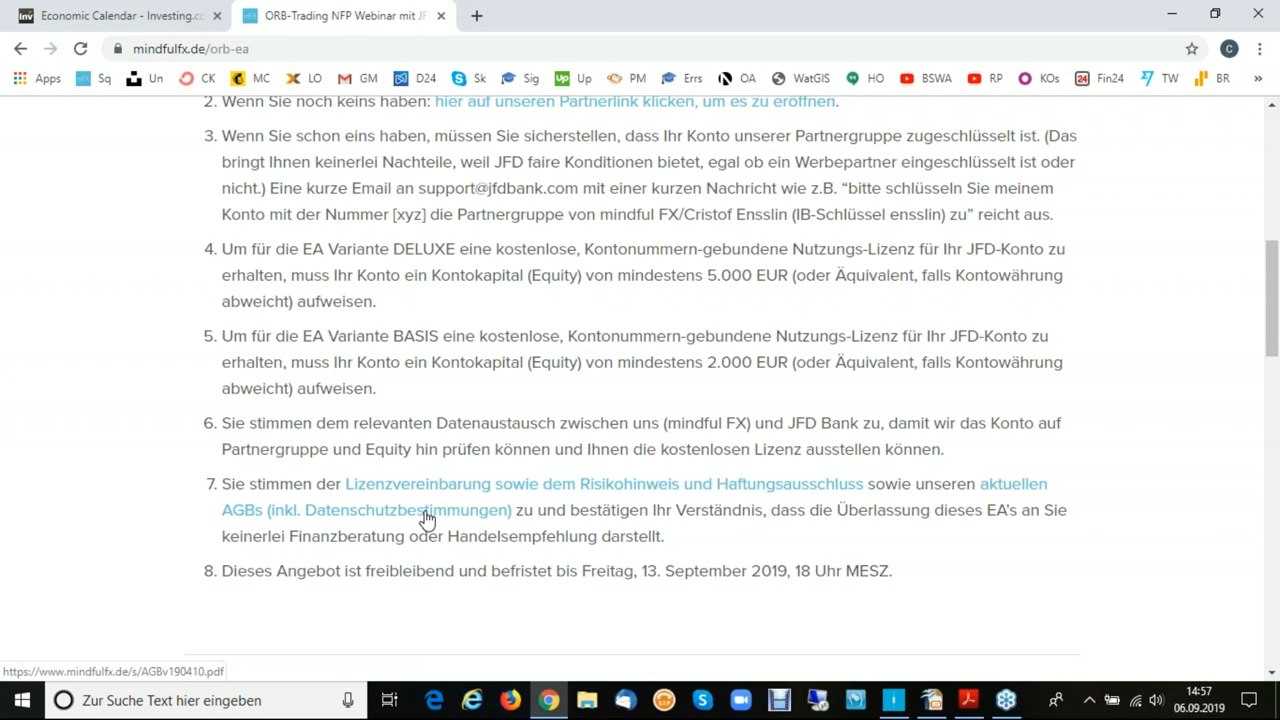 Economic Calendar - Investing.co
ORB-Trading NFP Webinar mit JF
mindfulfx.de/orb-ea
C
Apps Sq Un CK MC LO GM D24 Sk Sig Up PM Errs OA WatGIS HO BSWA RP KOs Fin24 TW BR »
2. Wenn Sie noch keins haben: hier auf unseren Partnerlink klicken, um es zu eröffnen.
3. Wenn Sie schon eins haben, müssen Sie sicherstellen, dass Ihr Konto unserer Partnergruppe zugeschlüsselt ist. (Das
bringt Ihnen keinerlei Nachteile, weil JFD faire Konditionen bietet, egal ob ein Werbepartner eingeschlüsselt ist oder
nicht.) Eine kurze Email an support@jfdbank.com mit einer kurzen Nachricht wie z.B. “bitte schlüsseln Sie meinem
Konto mit der Nummer [xyz] die Partnergruppe von mindful FX/Cristof Ensslin (IB-Schlüssel ensslin) zu” reicht aus.
4. Um für die EA Variante DELUXE eine kostenlose, Kontonummern-gebundene Nutzungs-Lizenz für Ihr JFD-Konto zu
erhalten, muss Ihr Konto ein Kontokapital (Equity) von mindestens 5.000 EUR (oder Äquivalent, falls Kontowährung
abweicht) aufweisen.
5. Um für die EA Variante BASIS eine kostenlose, Kontonummern-gebundene Nutzungs-Lizenz für Ihr JFD-Konto zu
erhalten, muss Ihr Konto ein Kontokapital (Equity) von mindestens 2.000 EUR (oder Äquivalent, falls Kontowährung
abweicht) aufweisen.
6. Sie stimmen dem relevanten Datenaustausch zwischen uns (mindful FX) und JFD Bank zu, damit wir das Konto auf
Partnergruppe und Equity hin prüfen können und Ihnen die kostenlosen Lizenz ausstellen können.
7. Sie stimmen der Lizenzvereinbarung sowie dem Risikohinweis und Haftungsausschluss sowie unseren aktuellen
AGBs (inkl. Datenschutzbestimmungen) zu und bestätigen Ihr Verständnis, dass die Überlassung dieses EA’s an Sie
keinerlei Finanzberatung oder Handelsempfehlung darstellt.
8. Dieses Angebot ist freibleibend und befristet bis Freitag, 13. September 2019, 18 Uhr MESZ.
https://www.mindfulfx.de/s/AGBv190410.pdf
Zur Suche Text hier eingeben
14:57
06.09.2019